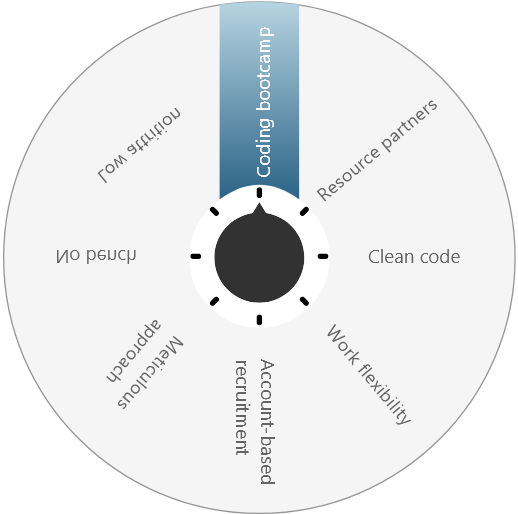 Coding bootcamp
Resource partners
Clean code
Work flexibility
Account-based
recruitment
Meticulous
approach
No bench
Low attrition